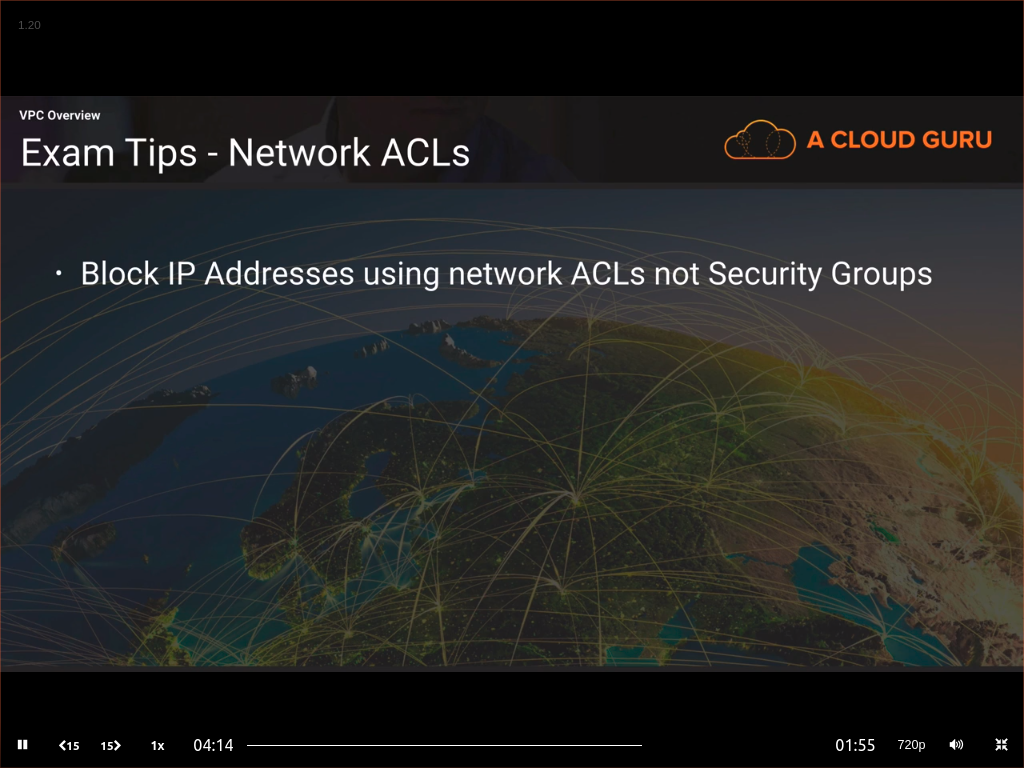 1.20
VPC Overview
Exam Tips - Network ACLs
A CLOUD GURU
• Block IP Addresses using network ACLs not Security Groups
15 15 1x 04:14 01:55 720p